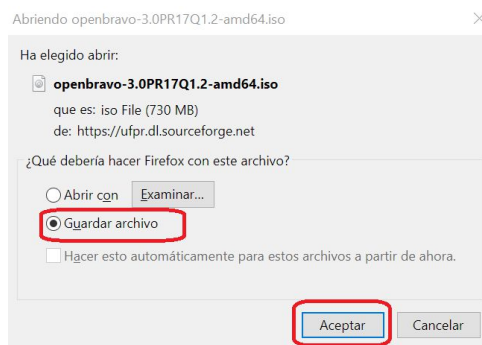 Abriendo openbravo-3.0PR17Q1.2-amd64.iso
Ha elegido abrir:
openbravo-3.0PR17Q1.2-amd64.iso
que es: iso File (730 MB)
de: https://ufpr.dl.sourceforge.net
¿Qué debería hacer Firefox con este archivo?
Abrir con Examinar...
Guardar archivo
Hacer esto automáticamente para estos archivos a partir de ahora.
Aceptar Cancelar